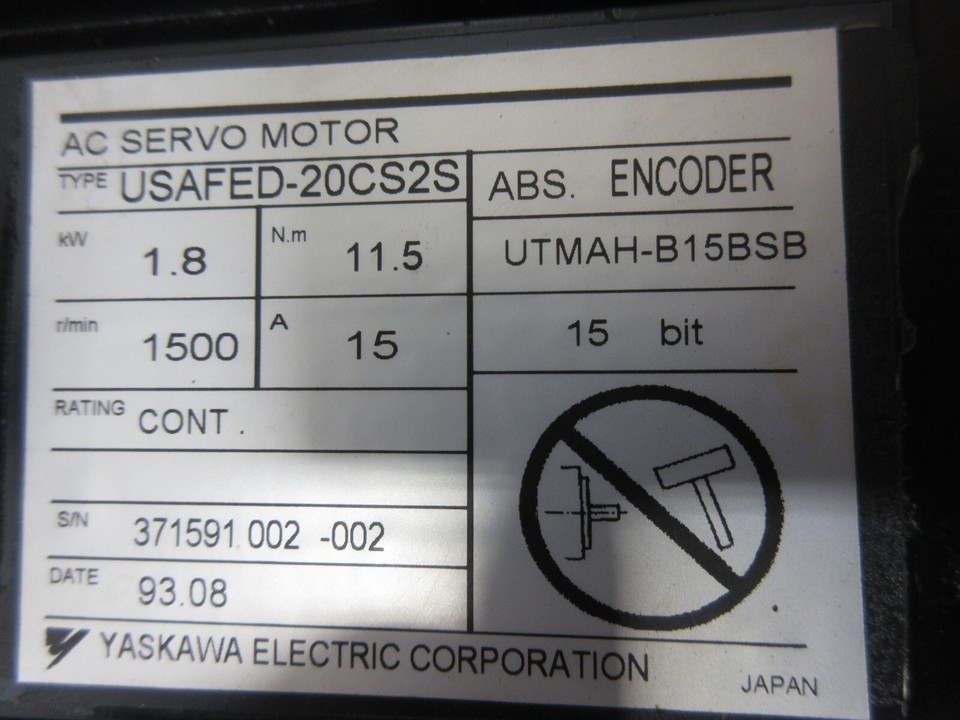 AC SERVO MOTOR
TYPE USAFED-20CS2S
ABS. ENCODER
kW 1.8
N.m 11.5
UTMAH-B15BSB
r/min 1500
A 15
15 bit
RATING CONT.
S/N 371591 002 -002
DATE 93.08
YASKAWA ELECTRIC CORPORATION
JAPAN